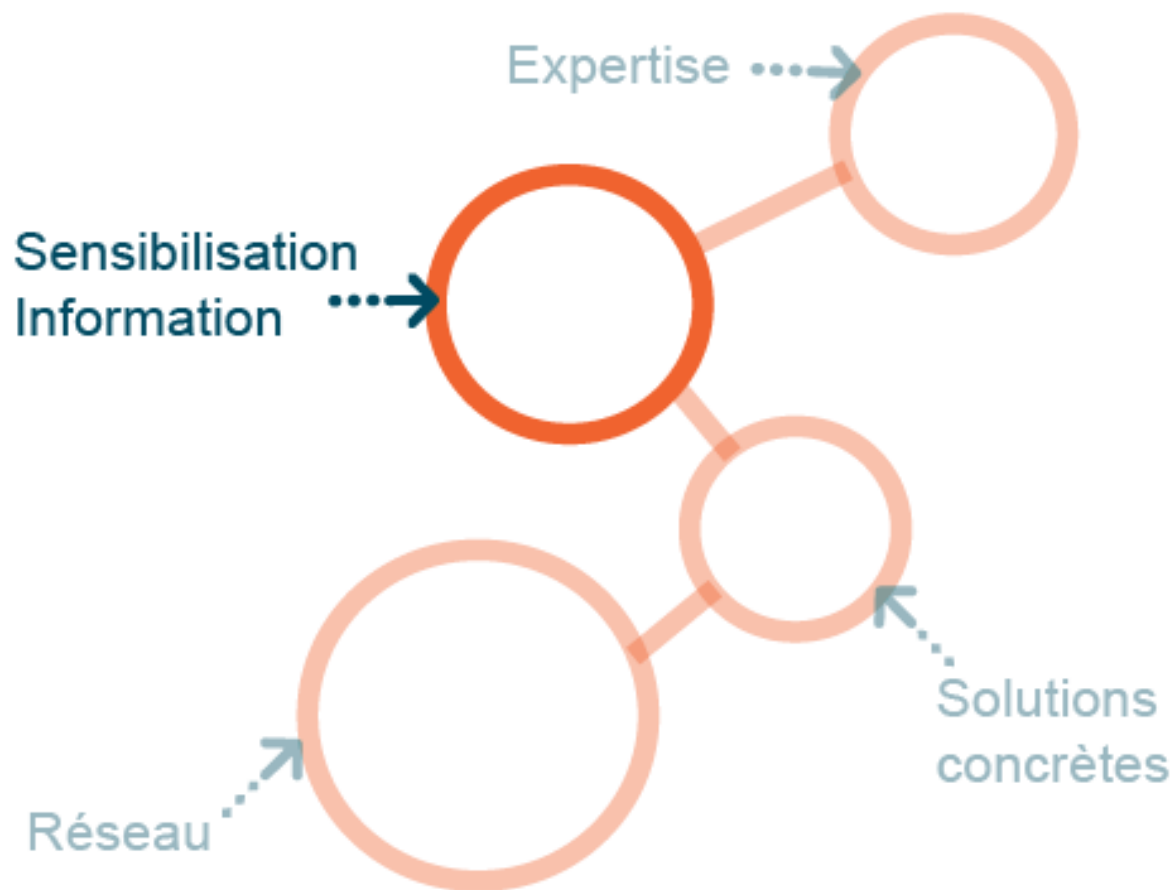 Expertise
Sensibilisation
Information
Solutions
concrètes
Réseau